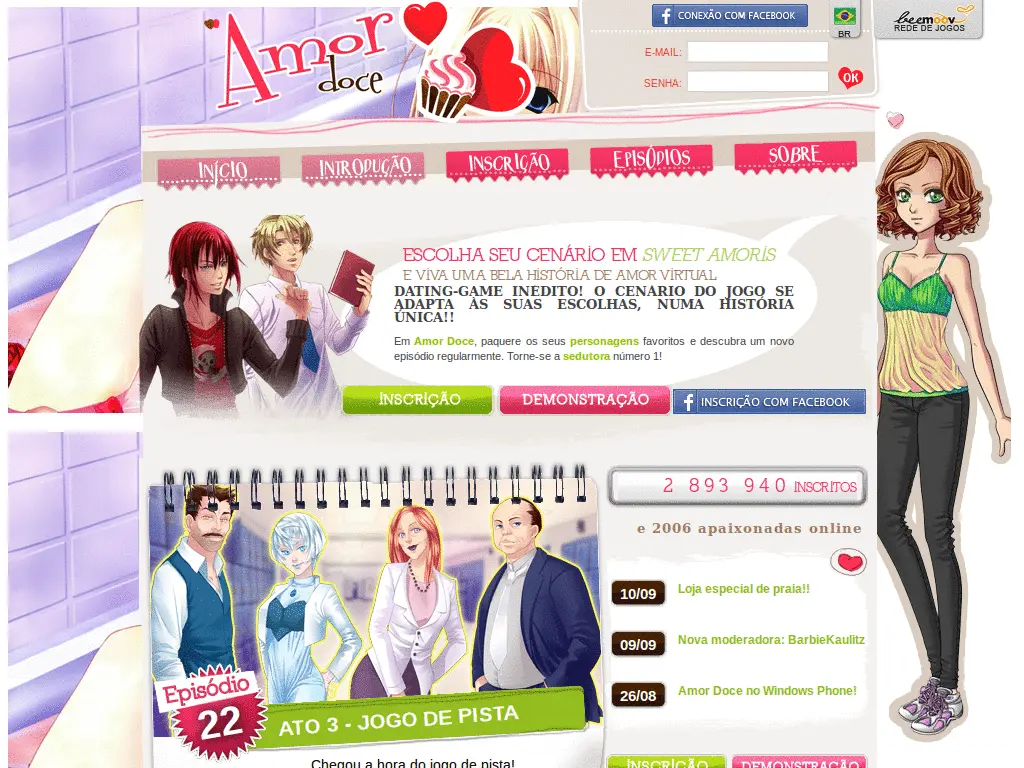 Amor
doce
CONEXÃO COM FACEBOOK
BR
beemoov
REDE DE JOGOS
E-MAIL:
SENHA:
OK
INÍCIO
INTRODUÇÃO
INSCRIÇÃO
EPISÓDIOS
SOBRE
ESCOLHA SEU CENÁRIO EM SWEET AMORIS
E VIVA UMA BELA HISTÓRIA DE AMOR VIRTUAL
DATING-GAME INEDITO! O CENARIO DO JOGO SE
ADAPTA ÀS SUAS ESCOLHAS, NUMA HISTÓRIA
ÚNICA!!
Em Amor Doce, paquere os seus personagens favoritos e descubra um novo
episódio regularmente. Torne-se a sedutora número 1!
INSCRIÇÃO
DEMONSTRAÇÃO
INSCRIÇÃO COM FACEBOOK
2 893 940 INSCRITOS
e 2006 apaixonadas online
10/09 Loja especial de praia!!
09/09 Nova moderadora: BarbieKaulitz
26/08 Amor Doce no Windows Phone!
Episódio
22
ATO 3 - JOGO DE PISTA
Chegou a hora do jogo de pista!
INSCRIÇÃO
DEMONSTRAÇÃO